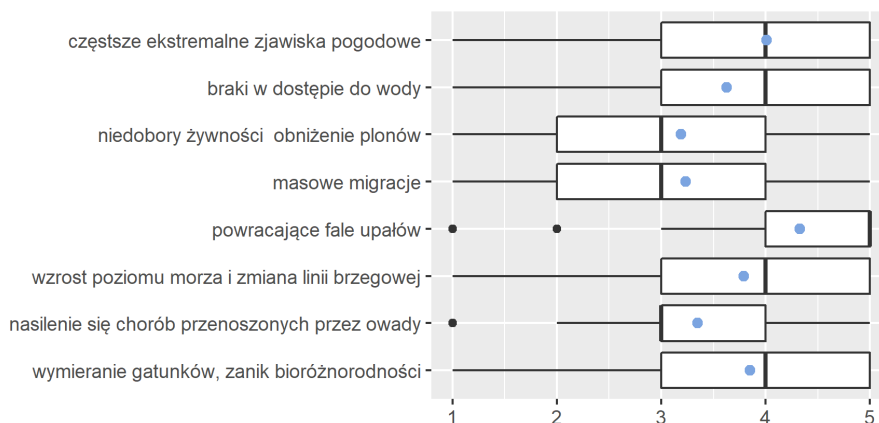 częstsze ekstremalne zjawiska pogodowe
braki w dostępie do wody
niedobory żywności  obniżenie plonów
masowe migracje
powracające fale upałów
wzrost poziomu morza i zmiana linii brzegowej
nasilenie się chorób przenoszonych przez owady
wymieranie gatunków, zanik bioróżnorodności
1 2 3 4 5